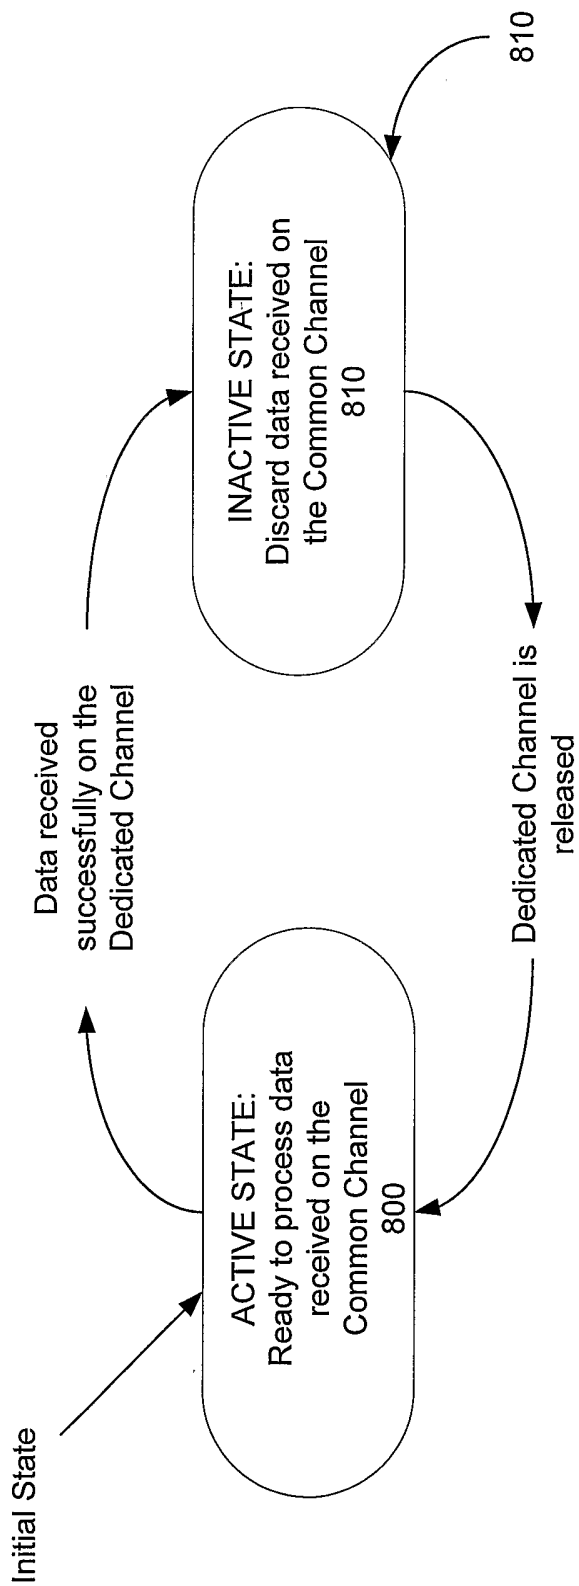 Initial State
ACTIVE STATE:
Ready to process data
received on the
Common Channel
800
Data received
successfully on the
Dedicated Channel
INACTIVE STATE:
Discard data received on
the Common Channel
810
Dedicated Channel is
released
810